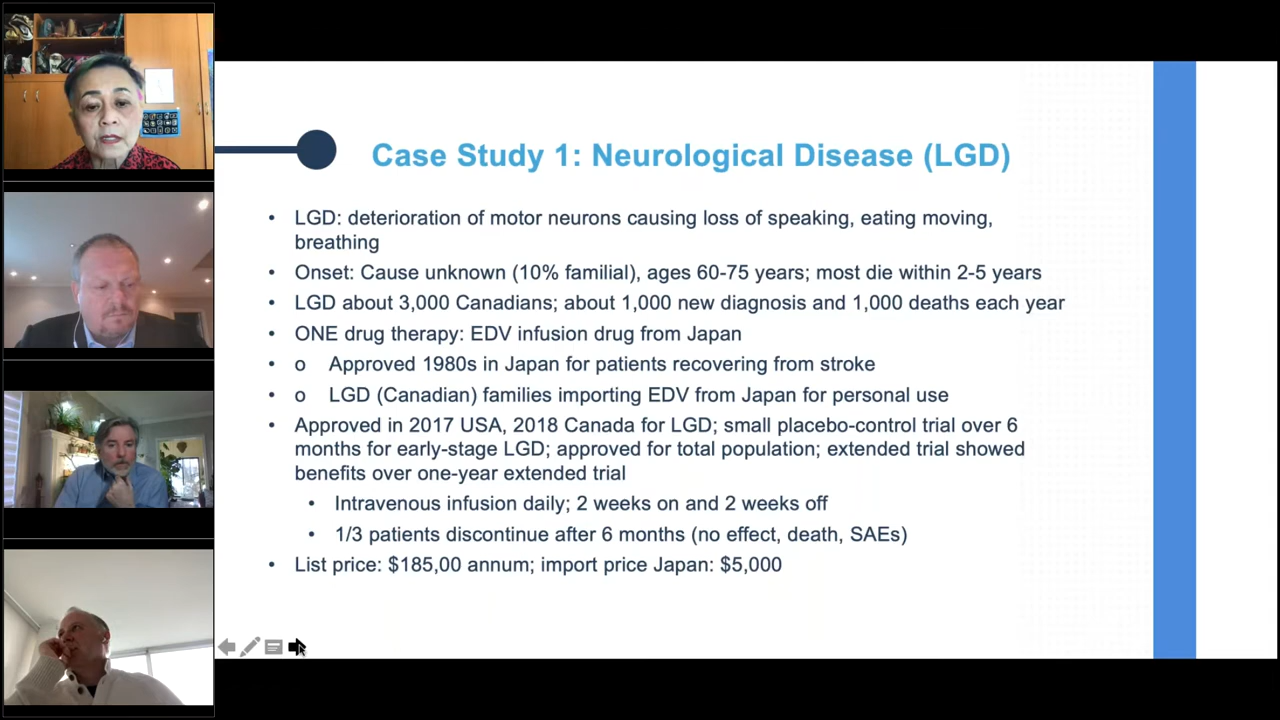 Case Study 1: Neurological Disease (LGD)
• LGD: deterioration of motor neurons causing loss of speaking, eating moving,
breathing
• Onset: Cause unknown (10% familial), ages 60-75 years; most die within 2-5 years
• LGD about 3,000 Canadians; about 1,000 new diagnosis and 1,000 deaths each year
• ONE drug therapy: EDV infusion drug from Japan
• o Approved 1980s in Japan for patients recovering from stroke
• o LGD (Canadian) families importing EDV from Japan for personal use
• Approved in 2017 USA, 2018 Canada for LGD; small placebo-control trial over 6
months for early-stage LGD; approved for total population; extended trial showed
benefits over one-year extended trial
• Intravenous infusion daily; 2 weeks on and 2 weeks off
• 1/3 patients discontinue after 6 months (no effect, death, SAEs)
• List price: $185,00 annum; import price Japan: $5,000